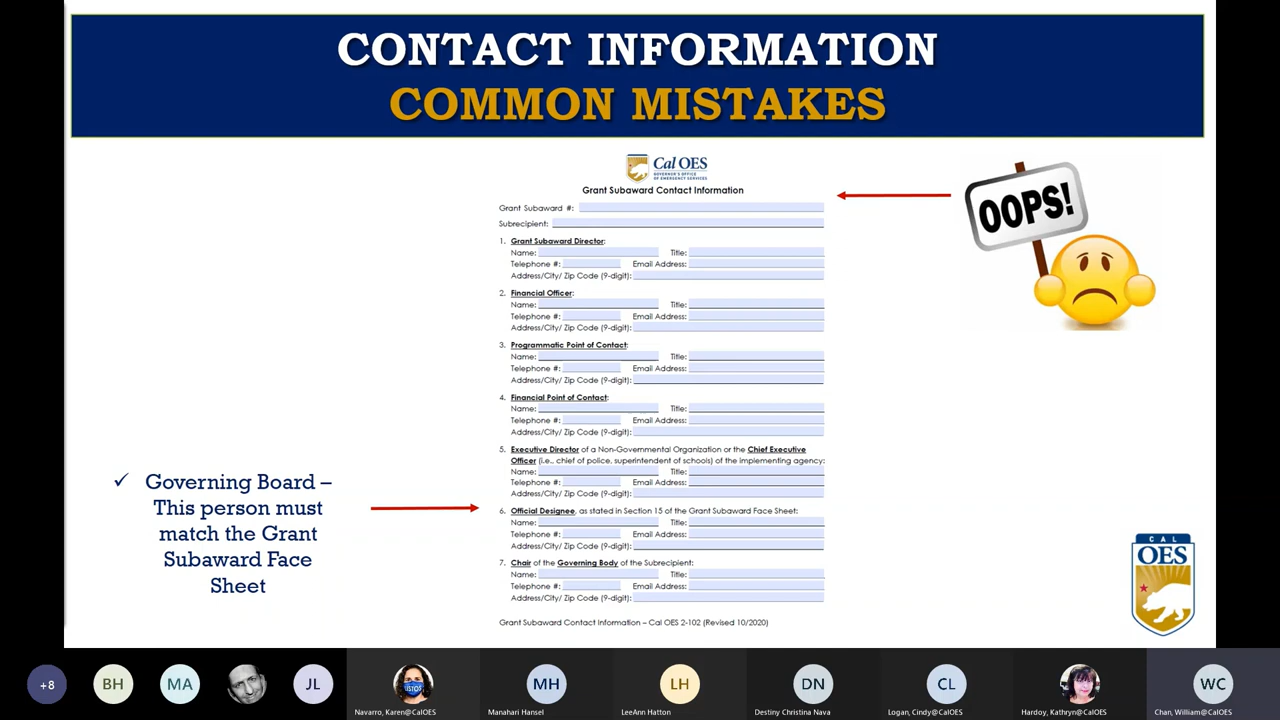 CONTACT INFORMATION
COMMON MISTAKES
Cal OES
GOVERNOR'S OFFICE
OF EMERGENCY SERVICES
Grant Subaward Contact Information
Grant Subaward #:
Subrecipient:
1. Grant Subaward Director:
Name: Title:
Telephone #: Email Address:
Address/City/ Zip Code (9-digit):
2. Financial Officer:
Name: Title:
Telephone #: Email Address:
Address/City/ Zip Code (9-digit):
3. Programmatic Point of Contact:
Name: Title:
Telephone #: Email Address:
Address/City/ Zip Code (9-digit):
4. Financial Point of Contact:
Name: Title:
Telephone #: Email Address:
Address/City/ Zip Code (9-digit):
5. Executive Director of a Non-Governmental Organization or the Chief Executive
Officer (i.e., chief of police, superintendent of schools) of the implementing agency:
Name: Title:
Telephone #: Email Address:
Address/City/ Zip Code (9-digit):
6. Official Designee, as stated in Section 15 of the Grant Subaward Face Sheet:
Name: Title:
Telephone #: Email Address:
Address/City/ Zip Code (9-digit):
7. Chair of the Governing Body of the Subrecipient:
Name: Title:
Telephone #: Email Address:
Address/City/ Zip Code (9-digit):
Grant Subaward Contact Information – Cal OES 2-102 (Revised 10/2020)
OOPS!
✓ Governing Board –
This person must
match the Grant
Subaward Face
Sheet
CAL
OES
+8
BH
MA
JL
ISTOS
Navarro, Karen@CalOES
MH
Manahari Hansel
LH
LeeAnn Hatton
DN
Destiny Christina Nava
CL
Logan, Cindy@CalOES
Hardoy, Kathryn@CalOES
WC
Chan, William@CalOES